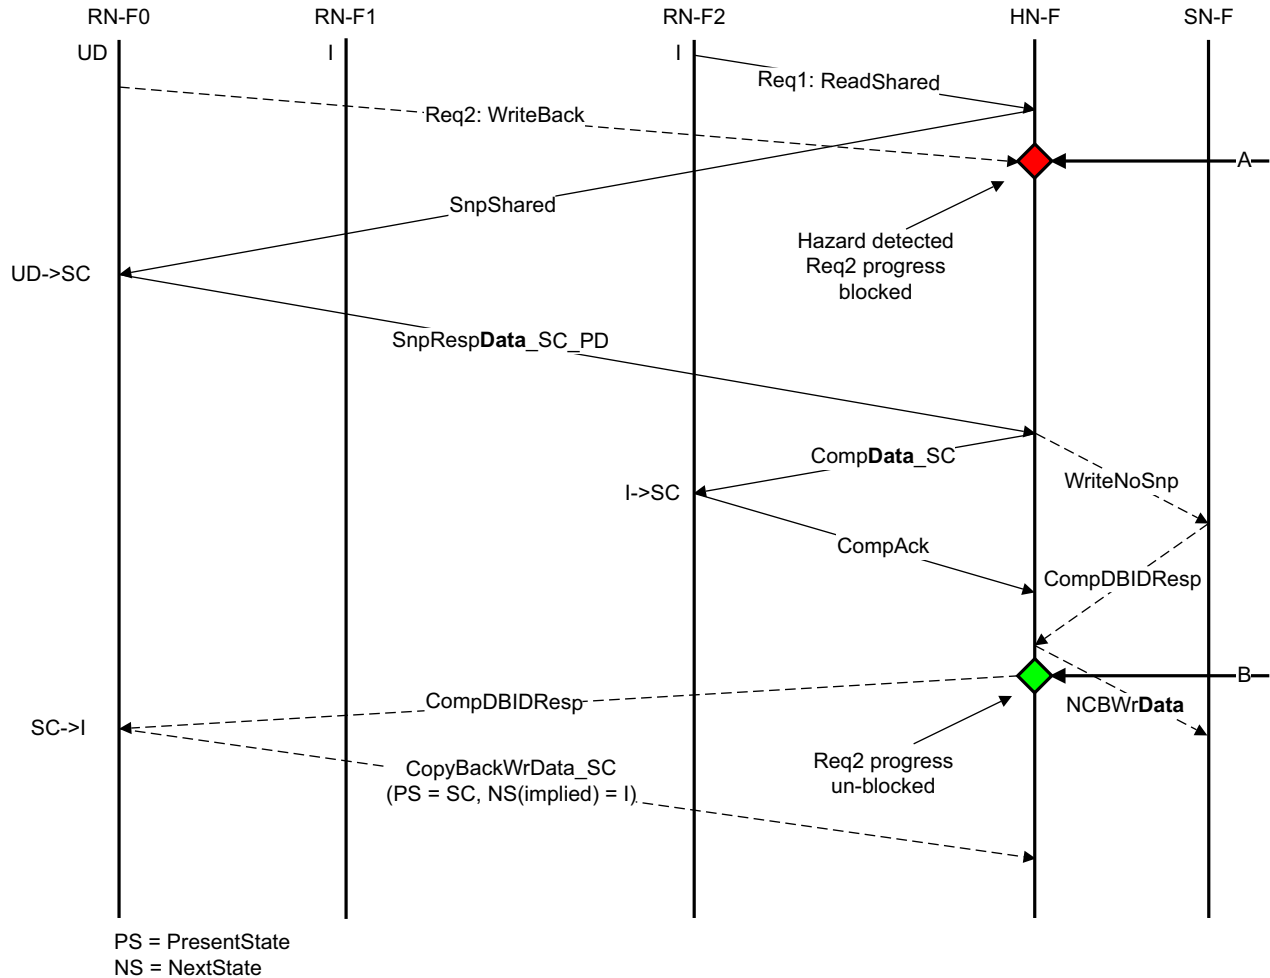 RN-F0 RN-F1 RN-F2 HN-F SN-F
UD I I
Req1: ReadShared
Req2: WriteBack
A
SnpShared
Hazard detected
Req2 progress
blocked
UD->SC
SnpRespData_SC_PD
CompData_SC
WriteNoSnp
I->SC
CompAck
CompDBIDResp
B
CompDBIDResp
NCBWrData
SC->I
Req2 progress
un-blocked
CopyBackWrData_SC
(PS = SC, NS(implied) = I)
PS = PresentState
NS = NextState